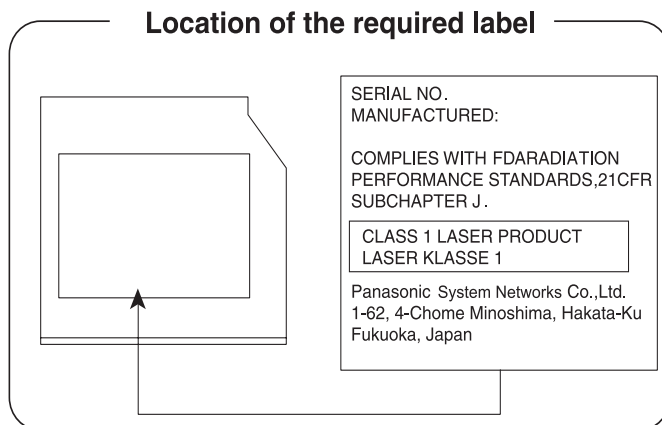 Location of the required label
SERIAL NO.
MANUFACTURED:
COMPLIES WITH FDARADIATION
PERFORMANCE STANDARDS,21CFR
SUBCHAPTER J.
CLASS 1 LASER PRODUCT
LASER KLASSE 1
Panasonic System Networks Co.,Ltd.
1-62, 4-Chome Minoshima, Hakata-Ku
Fukuoka, Japan